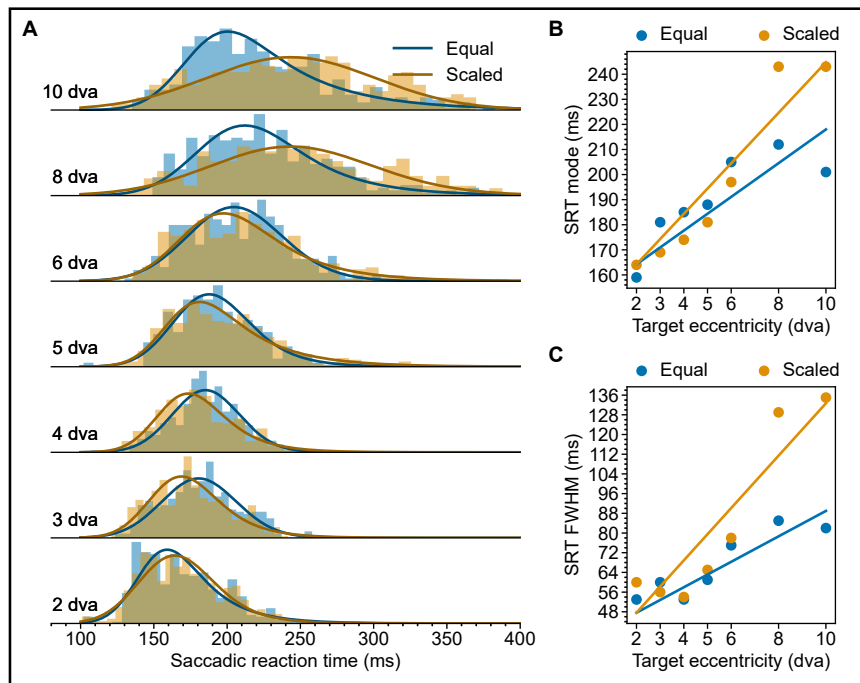 A
Equal
Scaled
10 dva
8 dva
6 dva
5 dva
4 dva
3 dva
2 dva
100 150 200 250 300 350 400
Saccadic reaction time (ms)
B
Equal Scaled
SRT mode (ms)
240
230
220
210
200
190
180
170
160
2 3 4 5 6 8 10
Target eccentricity (dva)
C
Equal Scaled
SRT FWHM (ms)
136
128
120
112
104
96
88
80
72
64
56
48
2 3 4 5 6 8 10
Target eccentricity (dva)